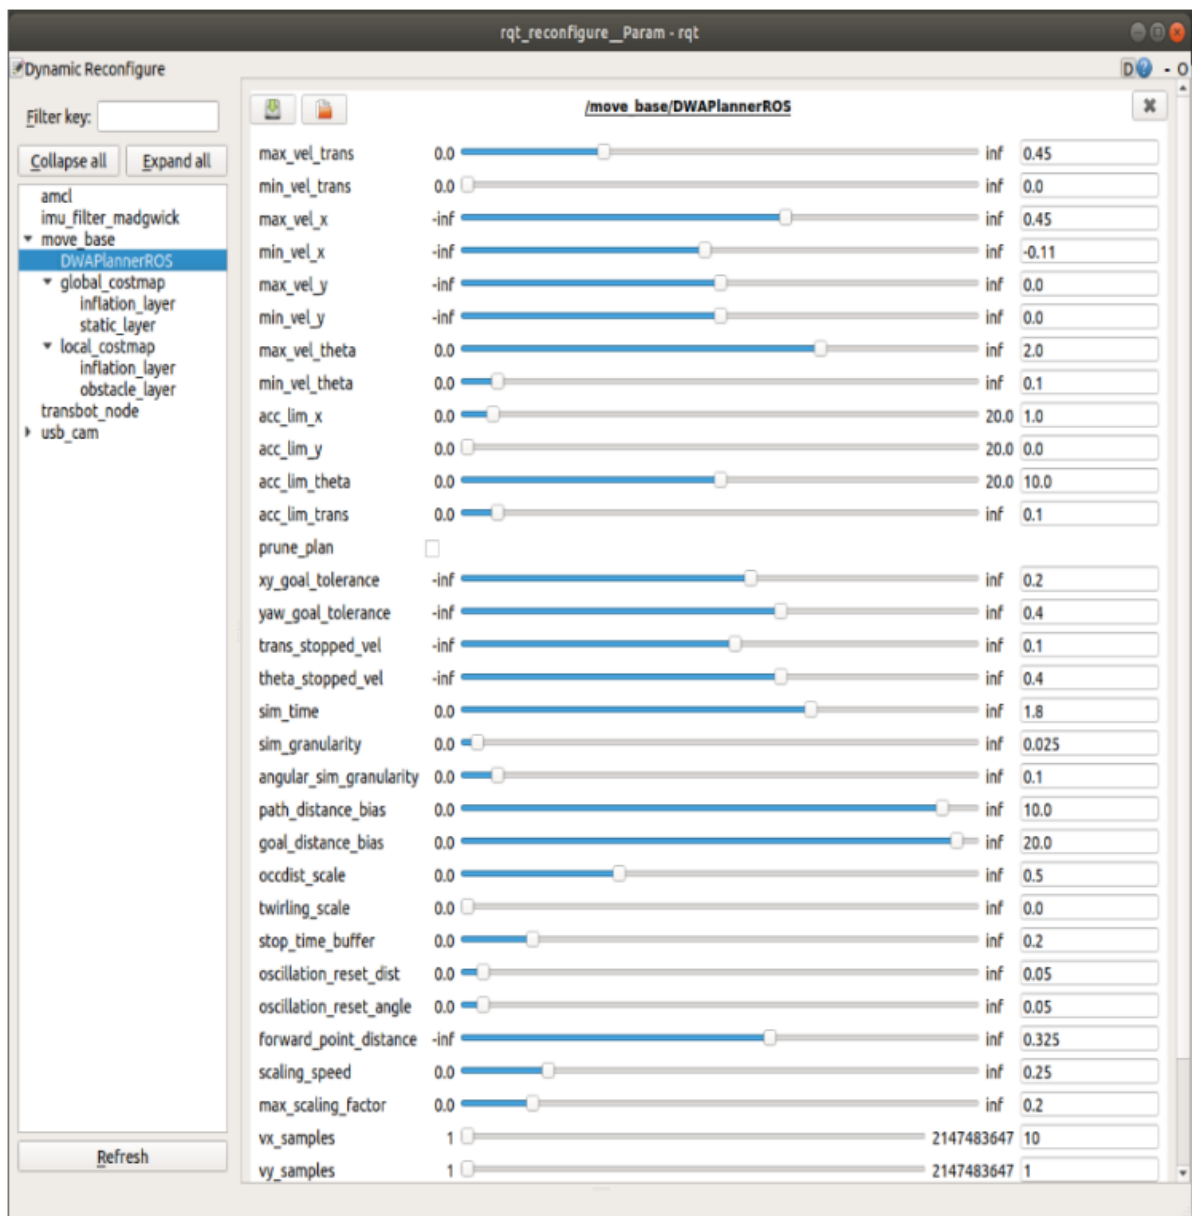 rqt_reconfigure__Param - rqt
Dynamic Reconfigure
D ? - O
Filter key:
Collapse all Expand all
amcl
imu_filter_madgwick
move_base
DWAPlannerROS
global_costmap
inflation_layer
static_layer
local_costmap
inflation_layer
obstacle_layer
transbot_node
usb_cam
Refresh
/move_base/DWAPlannerROS
max_vel_trans 0.0 inf 0.45
min_vel_trans 0.0 inf 0.0
max_vel_x -inf inf 0.45
min_vel_x -inf inf -0.11
max_vel_y -inf inf 0.0
min_vel_y -inf inf 0.0
max_vel_theta 0.0 inf 2.0
min_vel_theta 0.0 inf 0.1
acc_lim_x 0.0 20.0 1.0
acc_lim_y 0.0 20.0 0.0
acc_lim_theta 0.0 20.0 10.0
acc_lim_trans 0.0 inf 0.1
prune_plan
xy_goal_tolerance -inf inf 0.2
yaw_goal_tolerance -inf inf 0.4
trans_stopped_vel -inf inf 0.1
theta_stopped_vel -inf inf 0.4
sim_time 0.0 inf 1.8
sim_granularity 0.0 inf 0.025
angular_sim_granularity 0.0 inf 0.1
path_distance_bias 0.0 inf 10.0
goal_distance_bias 0.0 inf 20.0
occdist_scale 0.0 inf 0.5
twirling_scale 0.0 inf 0.0
stop_time_buffer 0.0 inf 0.2
oscillation_reset_dist 0.0 inf 0.05
oscillation_reset_angle 0.0 inf 0.05
forward_point_distance -inf inf 0.325
scaling_speed 0.0 inf 0.25
max_scaling_factor 0.0 inf 0.2
vx_samples 1 2147483647 10
vy_samples 1 2147483647 1